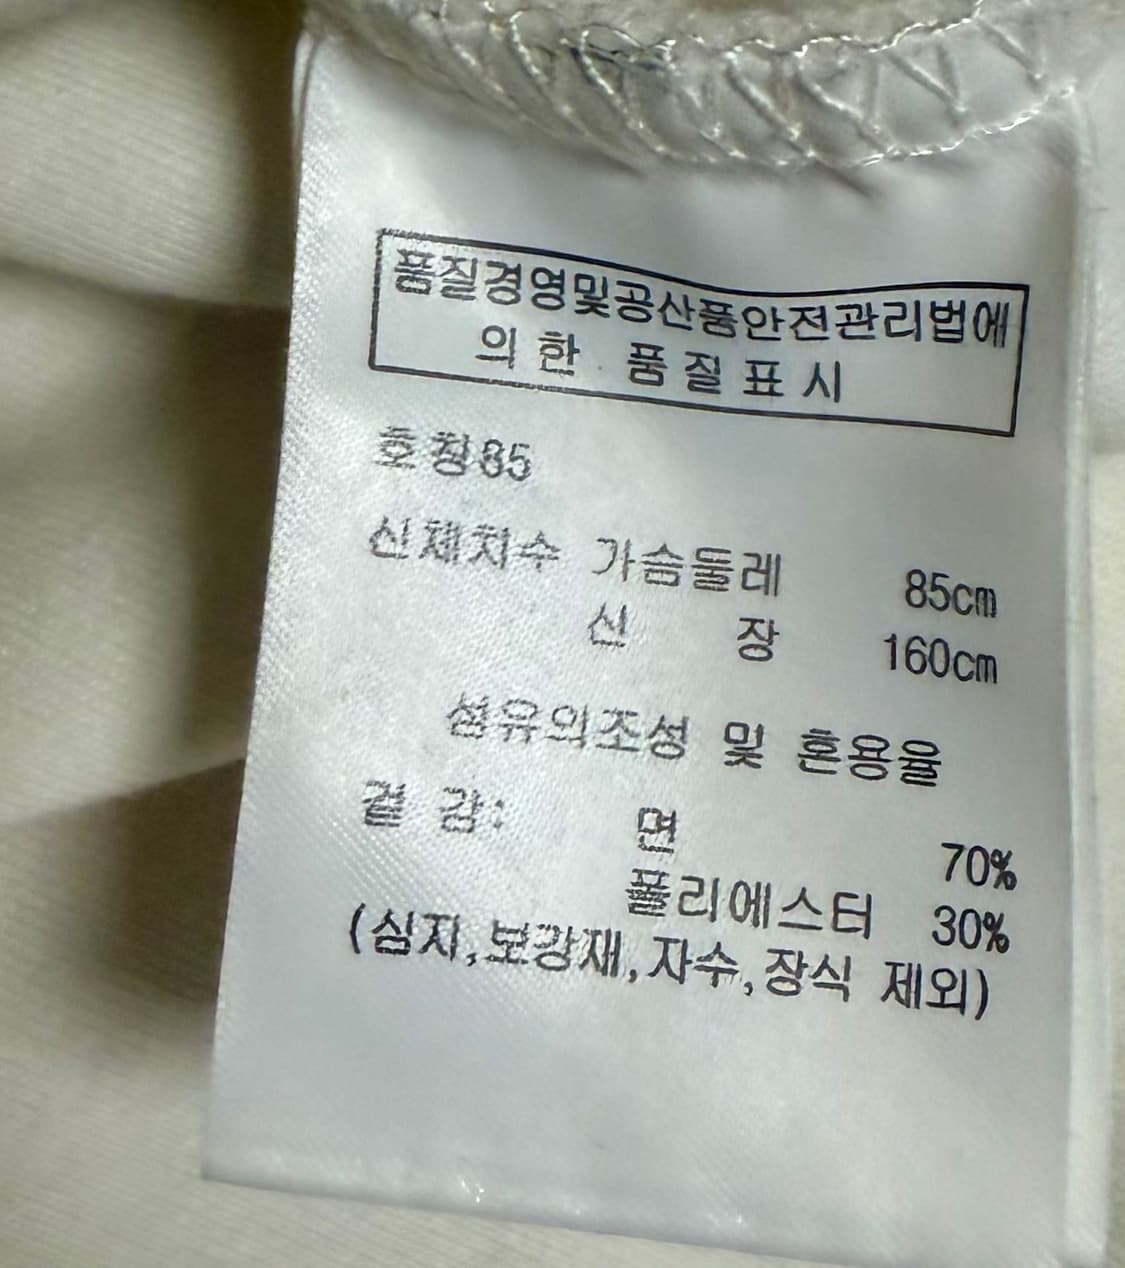 품질경영및공산품안전관리법에
의한 품질표시
호칭85
신체치수 가슴둘레 85cm
신 장 160cm
섬유의조성 및 혼용율
겉 감: 면 70%
폴리에스터 30%
(심지,보강재,자수,장식 제외)